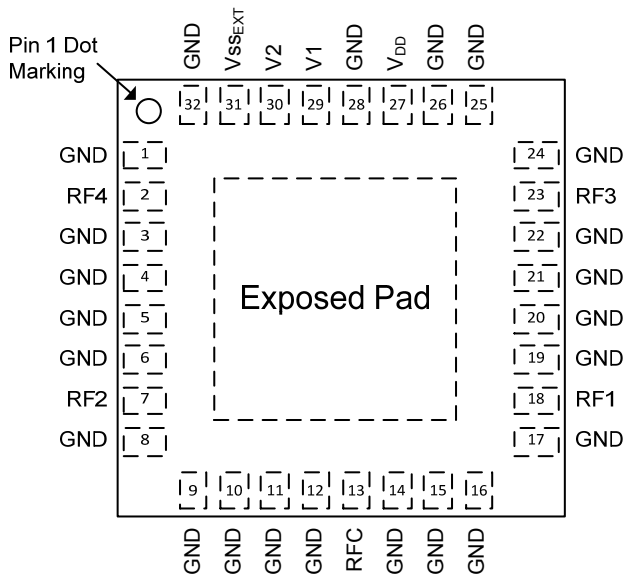 Pin 1 Dot
Marking
GND
VSSEXT
V2
V1
GND
VDD
GND
GND
32
31
30
29
28
27
26
25
GND 1
RF4 2
GND 3
GND 4
GND 5
GND 6
RF2 7
GND 8
24 GND
23 RF3
22 GND
21 GND
20 GND
19 GND
18 RF1
17 GND
Exposed Pad
9
10
11
12
13
14
15
16
GND
GND
GND
GND
RFC
GND
GND
GND